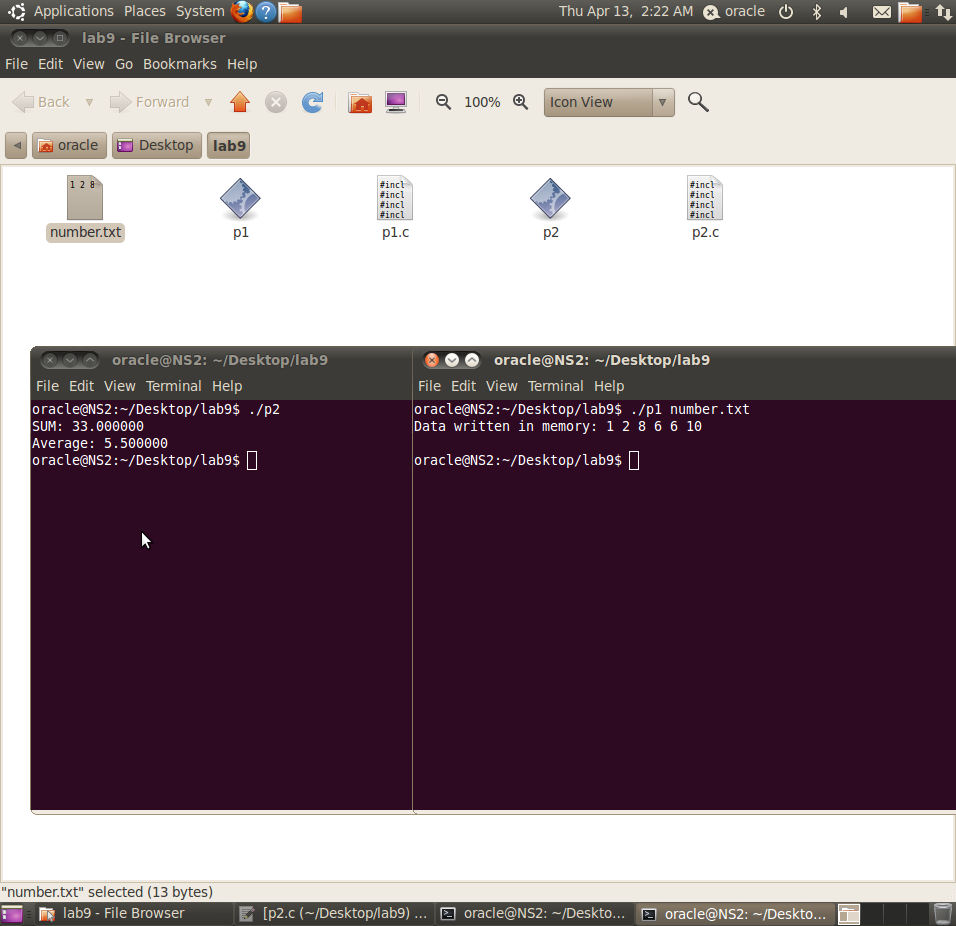 Applications Places System ? Thu Apr 13, 2:22 AM oracle
lab9 - File Browser
File Edit View Go Bookmarks Help
Back Forward 100% Icon View
oracle Desktop lab9
1 2 8
#incl
#incl
#incl
#incl
#incl
#incl
#incl
#incl
number.txt p1 p1.c p2 p2.c
oracle@NS2: ~/Desktop/lab9
File Edit View Terminal Help
oracle@NS2:~/Desktop/lab9$ ./p2
SUM: 33.000000
Average: 5.500000
oracle@NS2:~/Desktop/lab9$
oracle@NS2: ~/Desktop/lab9
File Edit View Terminal Help
oracle@NS2:~/Desktop/lab9$ ./p1 number.txt
Data written in memory: 1 2 8 6 6 10
oracle@NS2:~/Desktop/lab9$
"number.txt" selected (13 bytes)
lab9 - File Browser [p2.c (~/Desktop/lab9) ... oracle@NS2: ~/Deskto... oracle@NS2: ~/Deskto...